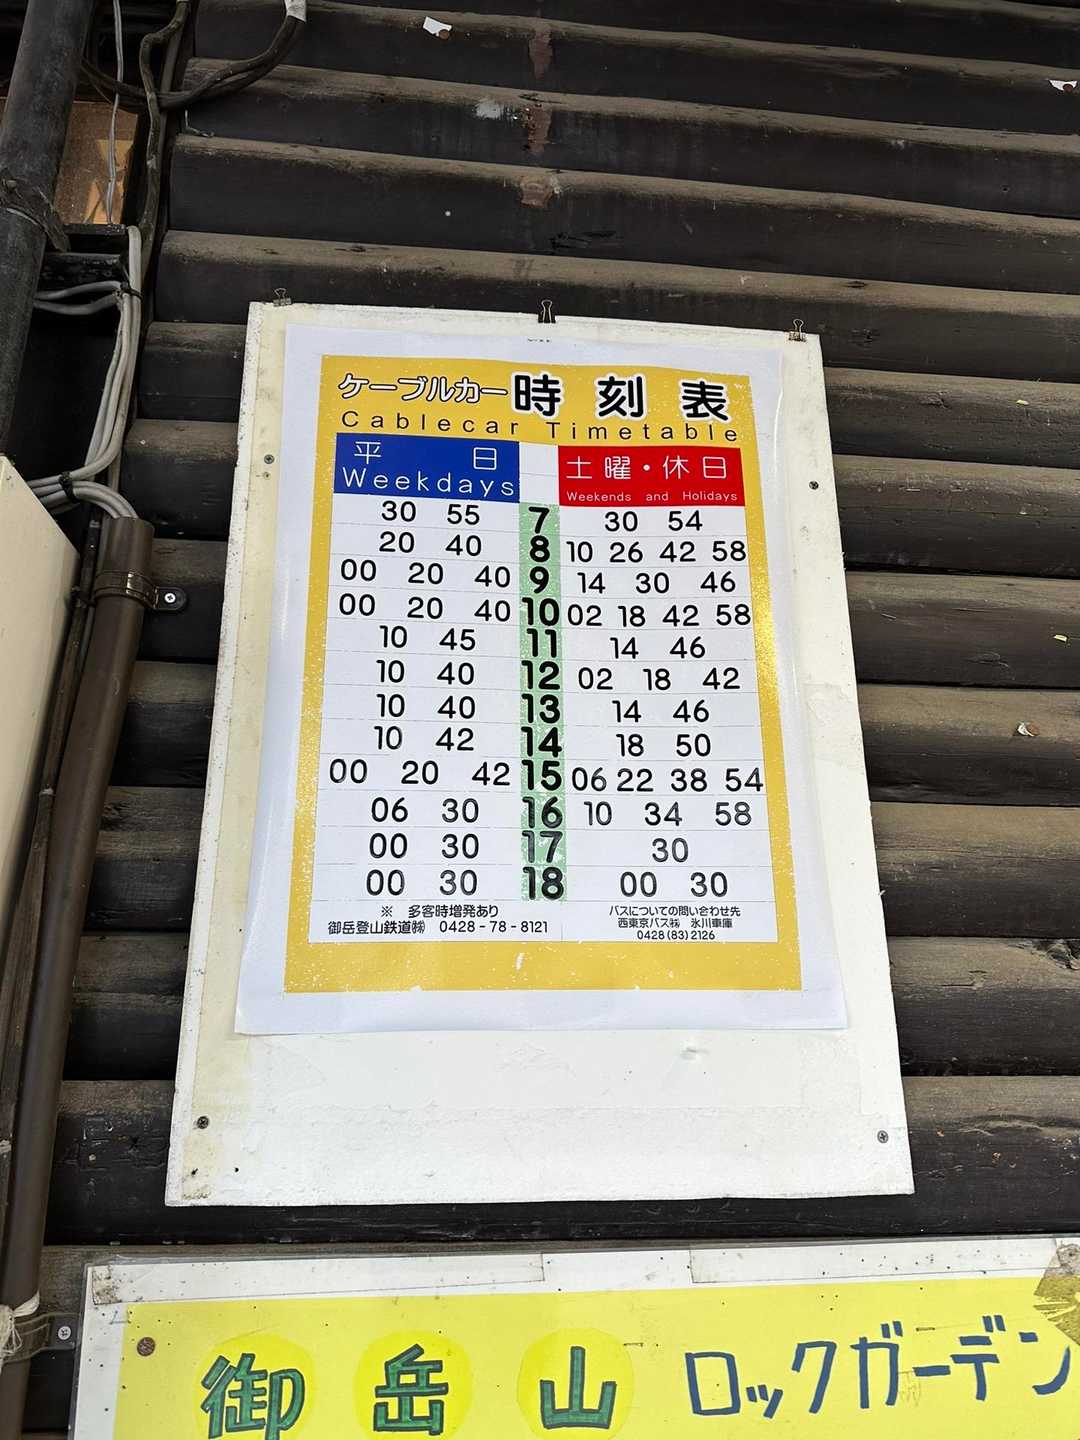 ケーブルカー 時刻表
Cablecar Timetable
平日 土曜・休日
Weekdays Weekends and Holidays
30 55 7 30 54
20 40 8 10 26 42 58
00 20 40 9 14 30 46
00 20 40 10 02 18 42 58
10 45 11 14 46
10 40 12 02 18 42
10 40 13 14 46
10 42 14 18 50
00 20 42 15 06 22 38 54
06 30 16 10 34 58
00 30 17 30
00 30 18 00 30
※ 多客時増発あり
御岳登山鉄道㈱ 0428-78-8121
バスについての問い合わせ先
西東京バス㈱ 氷川車庫
0428(83)2126
御岳山 ロックガーデン